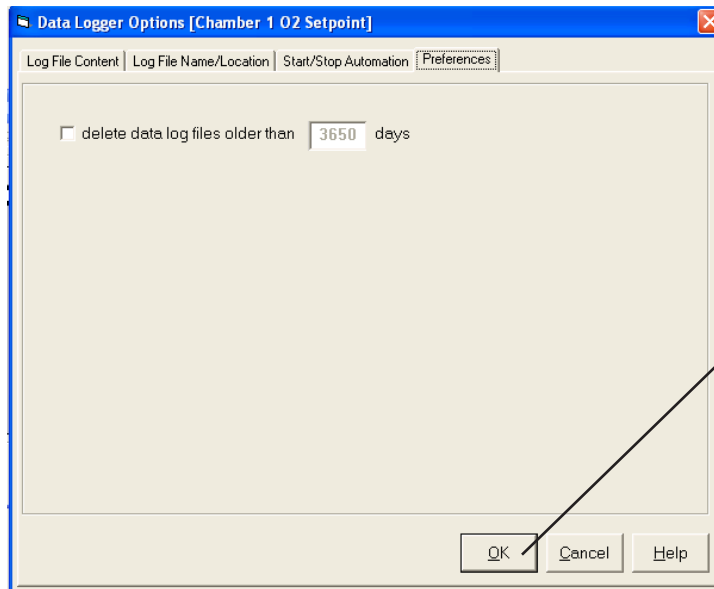 Data Logger Options [Chamber 1 O2 Setpoint]
Log File Content Log File Name/Location Start/Stop Automation Preferences
delete data log files older than 3650 days
OK Cancel Help